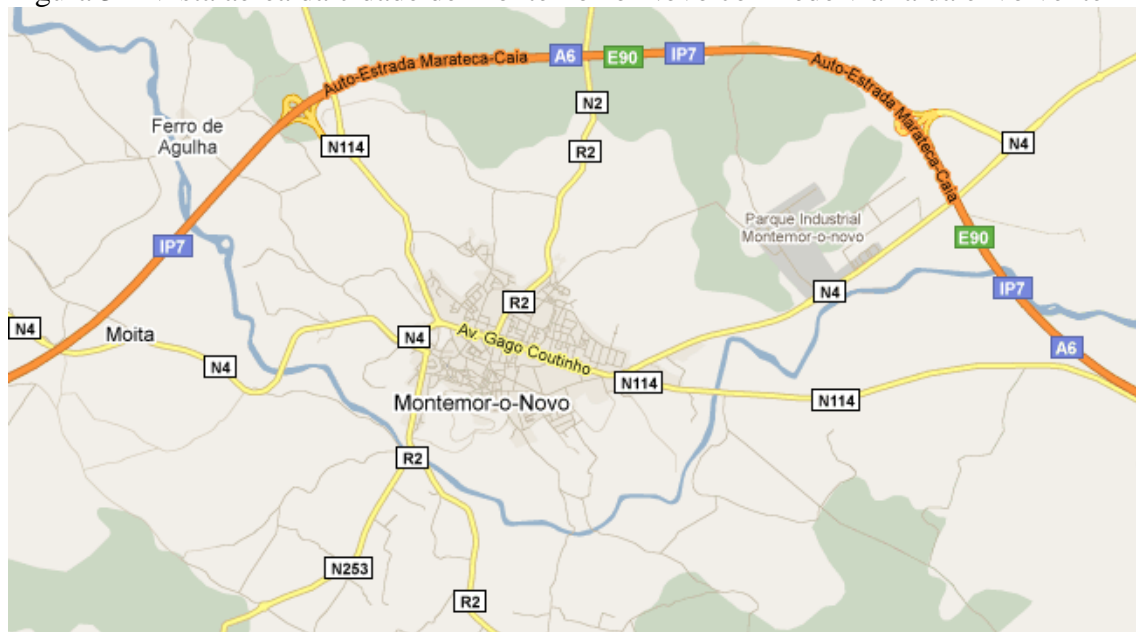 Auto-Estrada Marateca-Caia
A6
E90
IP7
Auto-Estrada Marateca-Caia
N2
Ferro de
Agulha
N114
R2
N4
Parque Industrial
Montemor-o-novo
IP7
E90
R2
N4
IP7
N4
Moita
N4
Av. Gago Coutinho
A6
N4
N114
N114
Montemor-o-Novo
R2
N253
R2